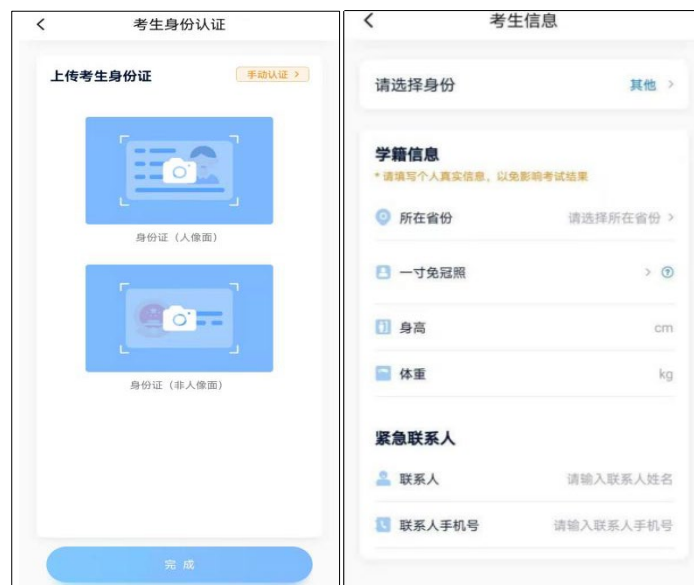 考生身份认证
上传考生身份证
手动认证 >
身份证（人像面）
身份证（非人像面）
完成
考生信息
请选择身份
其他 >
学籍信息
* 请填写个人真实信息，以免影响考试结果
所在省份
请选择所在省份 >
一寸免冠照
> ?
身高
cm
体重
kg
紧急联系人
联系人
请输入联系人姓名
联系人手机号
请输入联系人手机号